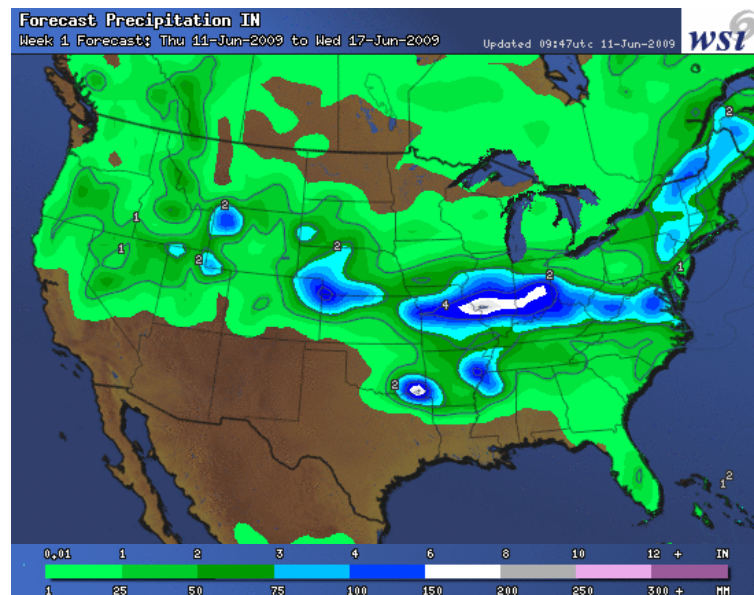 Forecast Precipitation IN
Week 1 Forecast: Thu 11-Jun-2009 to Wed 17-Jun-2009
Updated 09:47utc 11-Jun-2009
wsi
2
2
1
1
2
2
1
2
4
2
1 2
0.01 1 2 3 4 6 8 10 12 + IN
1 25 50 75 100 150 200 250 300 + MM